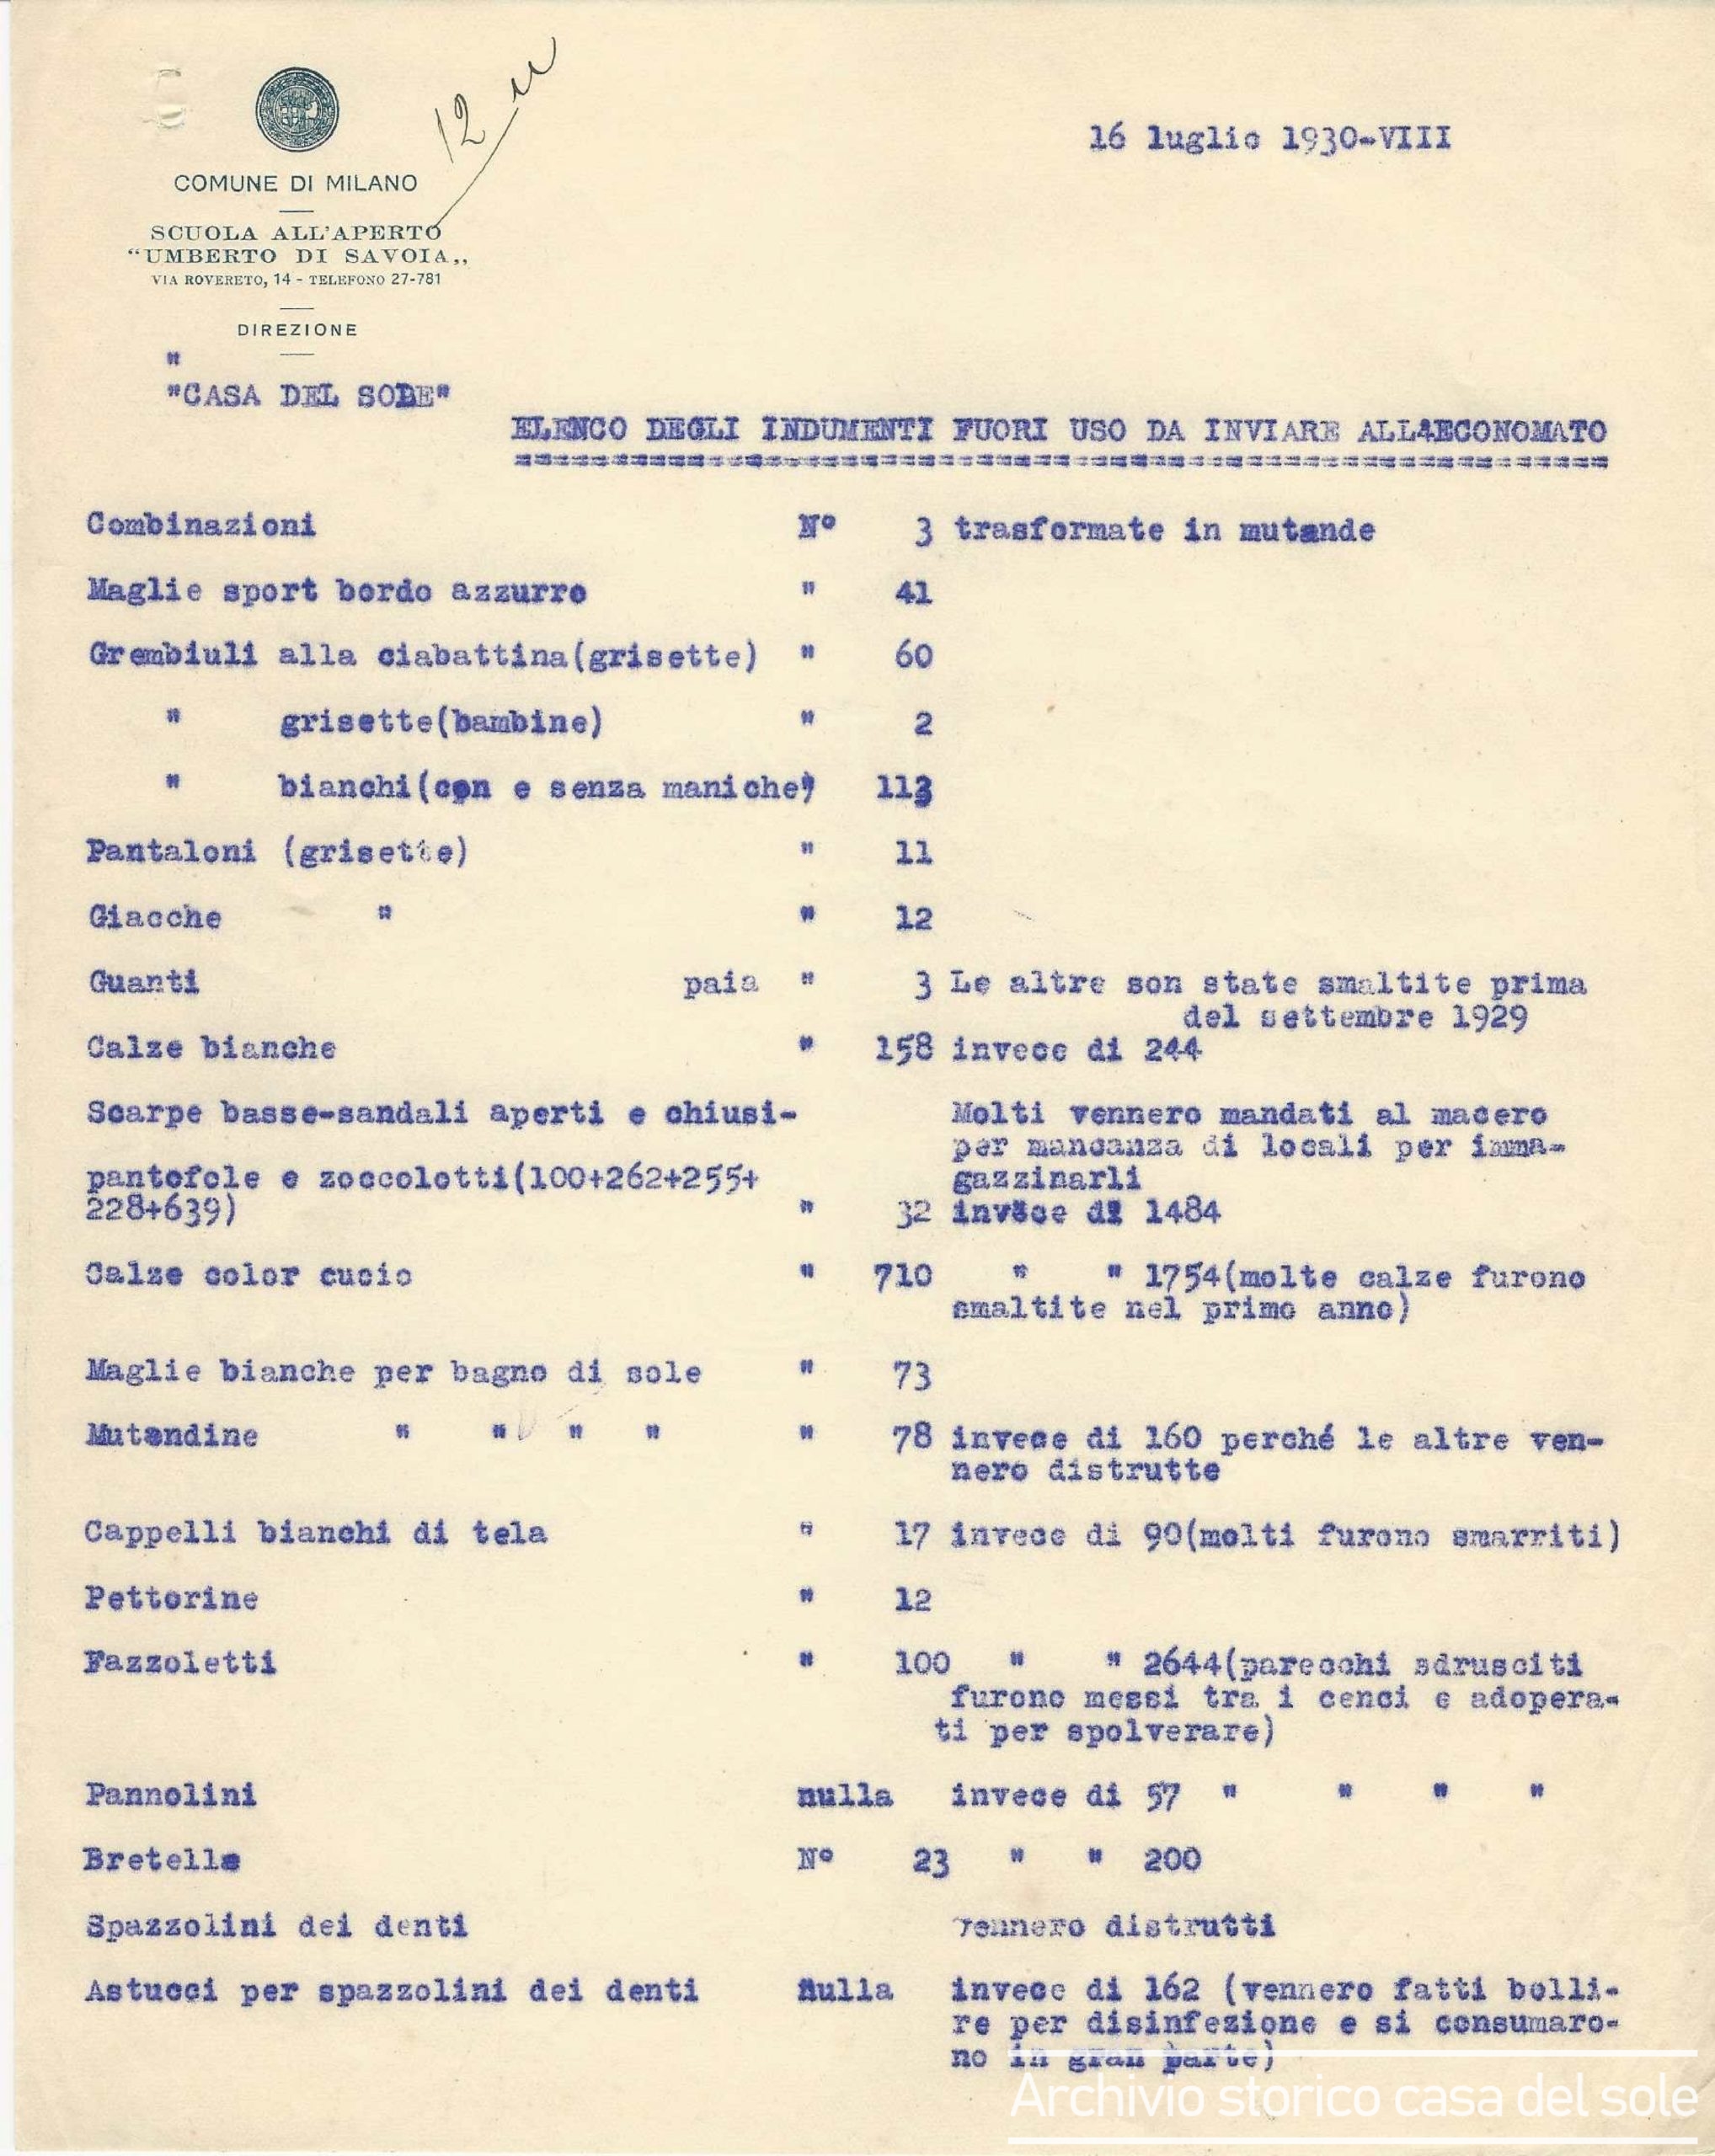 12
16 luglio 1930-VIII
COMUNE DI MILANO
SCUOLA ALL'APERTO
"UMBERTO DI SAVOIA„
VIA ROVERETO, 14 - TELEFONO 27-781
DIREZIONE
"
"CASA DEL SOLE"
ELENCO DEGLI INDUMENTI FUORI USO DA INVIARE ALL'ECONOMATO
Combinazioni N° 3 trasformate in mutande
Maglie sport bordo azzurro " 41
Grembiuli alla ciabattina(grisette) " 60
" grisette(bambine) " 2
" bianchi(con e senza maniche) 113
Pantaloni (grisette) " 11
Giacche " " 12
Guanti paia " 3 Le altre son state smaltite prima
del settembre 1929
Calze bianche " 158 invece di 244
Scarpe basse-sandali aperti e chiusi- Molti vennero mandati al macero
per mancanza di locali per imma-
pantofole e zoccoletti(100+262+255+ gazzinarli
228+639) " 32 invece di 1484
Calze color cuoio " 710 " " 1754(molte calze furono
smaltite nel primo anno)
Maglie bianche per bagno di sole " 73
Mutandine " " " " " 78 invece di 160 perché le altre ven-
nero distrutte
Cappelli bianchi di tela " 17 invece di 90(molti furono smarriti)
Pettorine " 12
Fazzoletti " 100 " " 2644(parecchi sdrusciti
furono messi tra i cenci e adopera-
ti per spolverare)
Pannolini nulla invece di 57 " " " "
Bretelle N° 23 " " 200
Spazzolini dei denti vennero distrutti
Astucci per spazzolini dei denti nulla invece di 162 (vennero fatti bolli-
re per disinfezione e si consumaro-
no in gran parte)
Archivio storico casa del sole